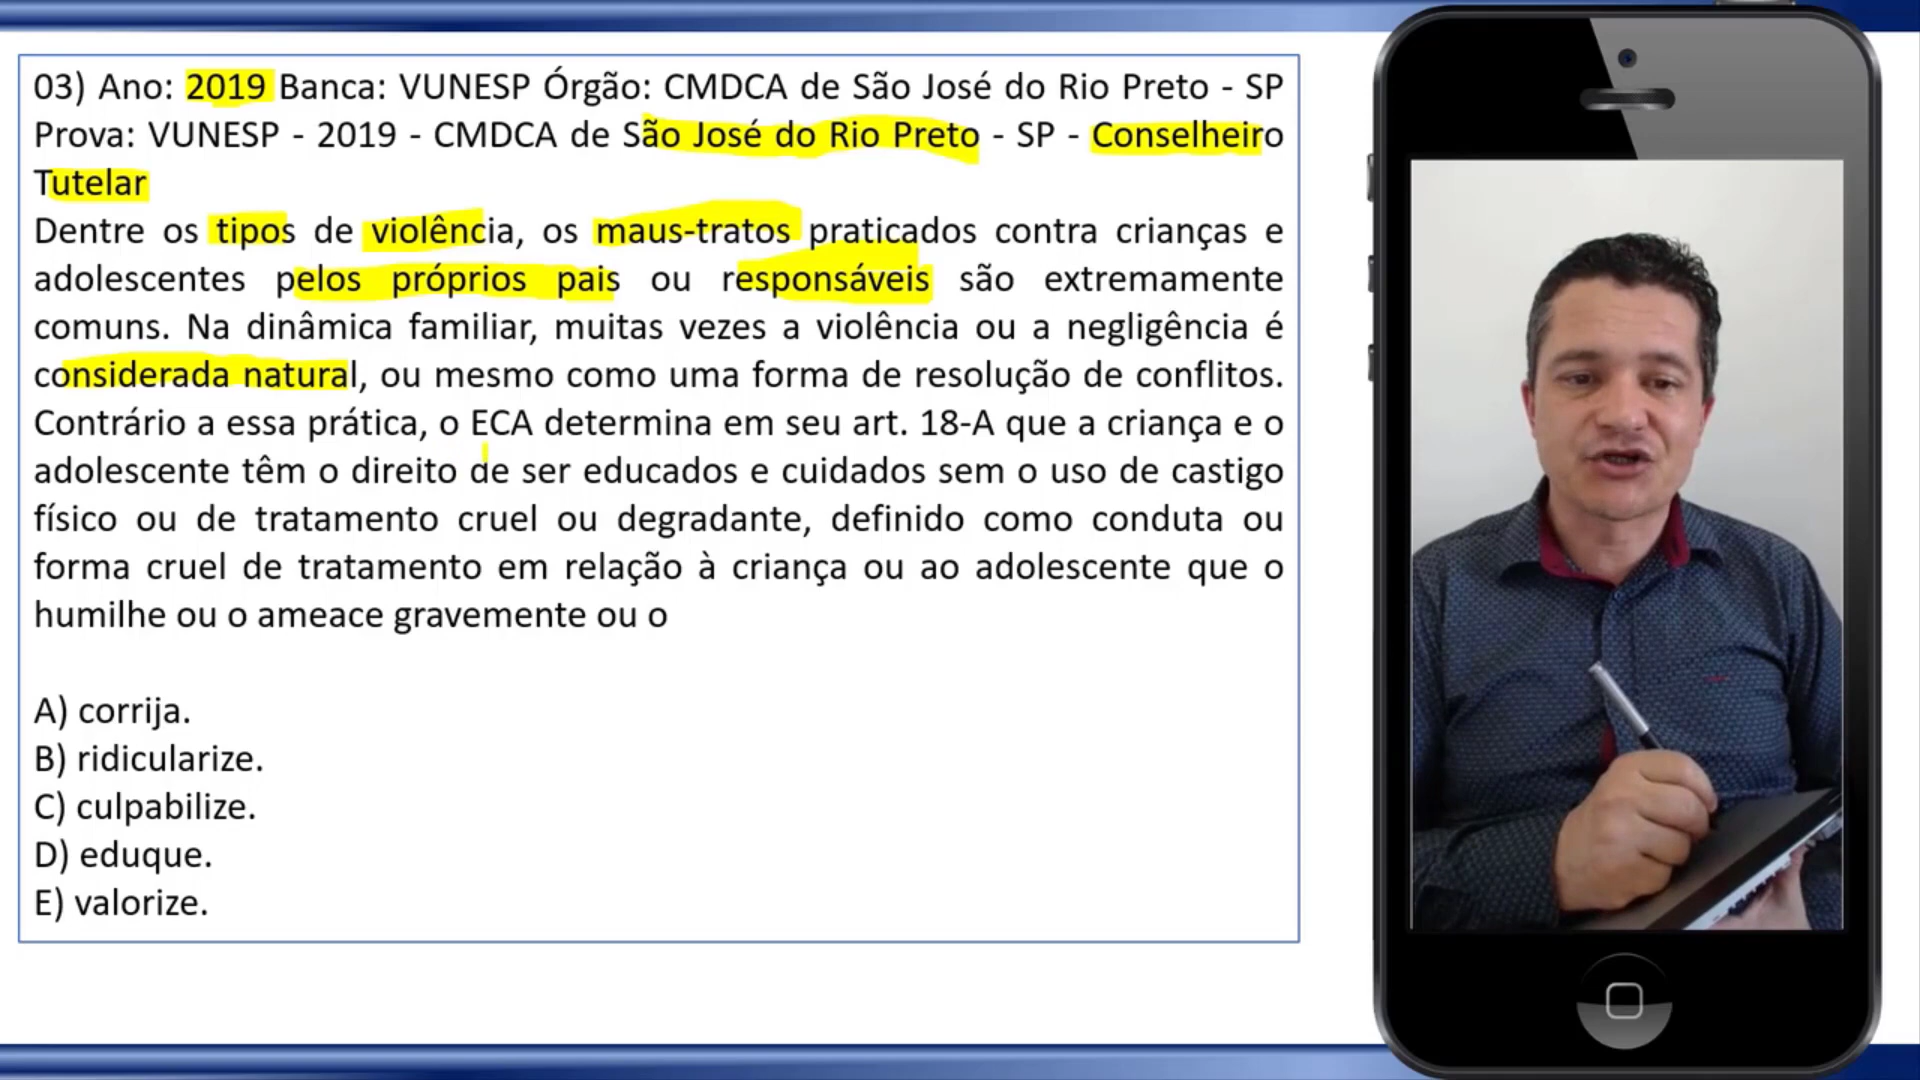 03) Ano: 2019 Banca: VUNESP Órgão: CMDCA de São José do Rio Preto - SP
Prova: VUNESP - 2019 - CMDCA de São José do Rio Preto - SP - Conselheiro
Tutelar
Dentre os tipos de violência, os maus-tratos praticados contra crianças e
adolescentes pelos próprios pais ou responsáveis são extremamente
comuns. Na dinâmica familiar, muitas vezes a violência ou a negligência é
considerada natural, ou mesmo como uma forma de resolução de conflitos.
Contrário a essa prática, o ECA determina em seu art. 18-A que a criança e o
adolescente têm o direito de ser educados e cuidados sem o uso de castigo
físico ou de tratamento cruel ou degradante, definido como conduta ou
forma cruel de tratamento em relação à criança ou ao adolescente que o
humilhe ou o ameace gravemente ou o
A) corrija.
B) ridicularize.
C) culpabilize.
D) eduque.
E) valorize.